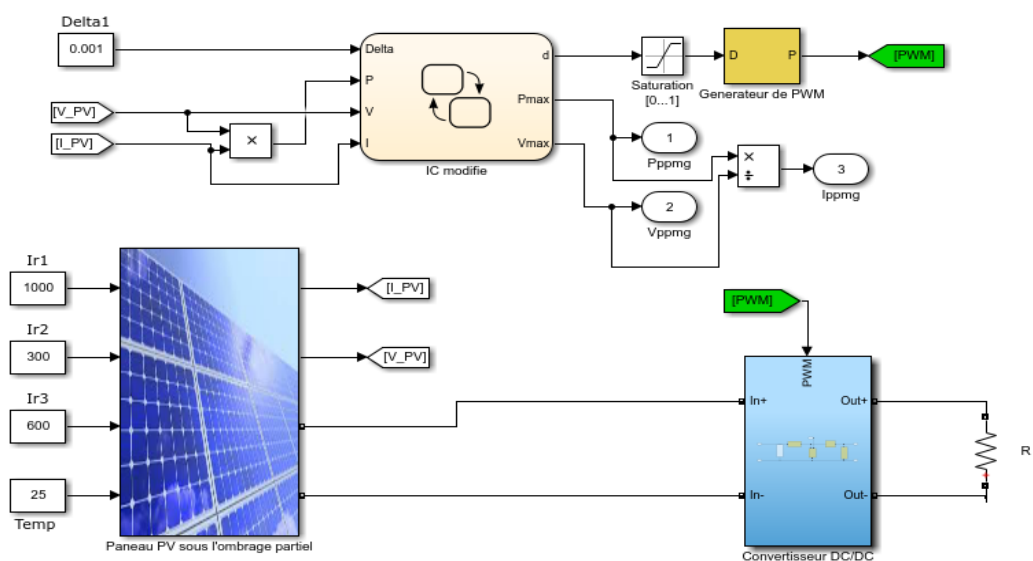 Delta1
0.001
Delta
P
V
I
d
Pmax
Vmax
IC modifie
[V_PV]
[I_PV]
×
Saturation
[0...1]
D
P
Generateur de PWM
[PWM]
1
Pppmg
2
Vppmg
×
÷
3
Ippmg
Ir1
1000
Ir2
300
Ir3
600
25
Temp
[I_PV]
[V_PV]
Paneau PV sous l'ombrage partiel
[PWM]
PWM
In+
In-
Out+
Out-
Convertisseur DC/DC
R